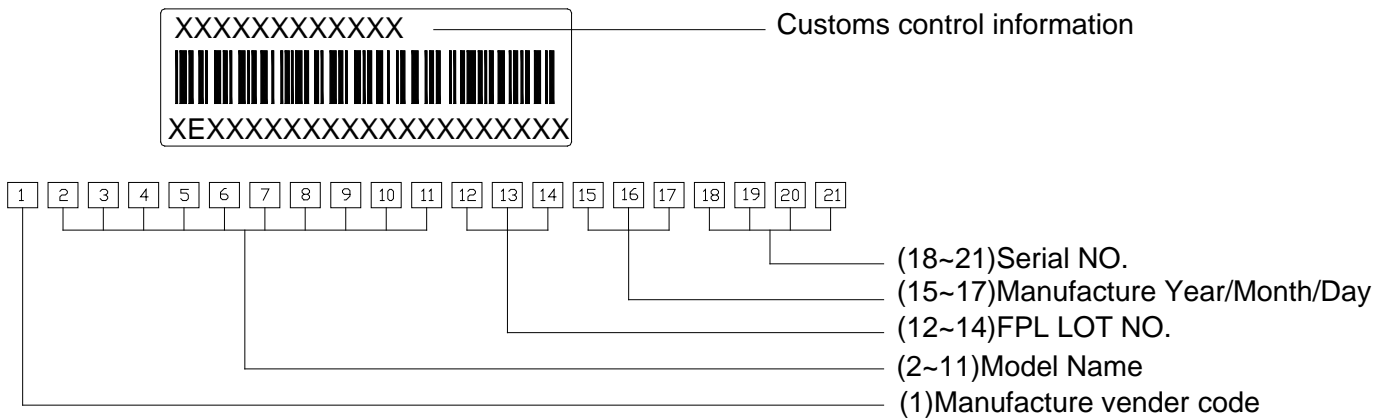 XXXXXXXXXXXX
Customs control information
XEXXXXXXXXXXXXXXXXXXX
1 2 3 4 5 6 7 8 9 10 11 12 13 14 15 16 17 18 19 20 21
(18~21)Serial NO.
(15~17)Manufacture Year/Month/Day
(12~14)FPL LOT NO.
(2~11)Model Name
(1)Manufacture vender code